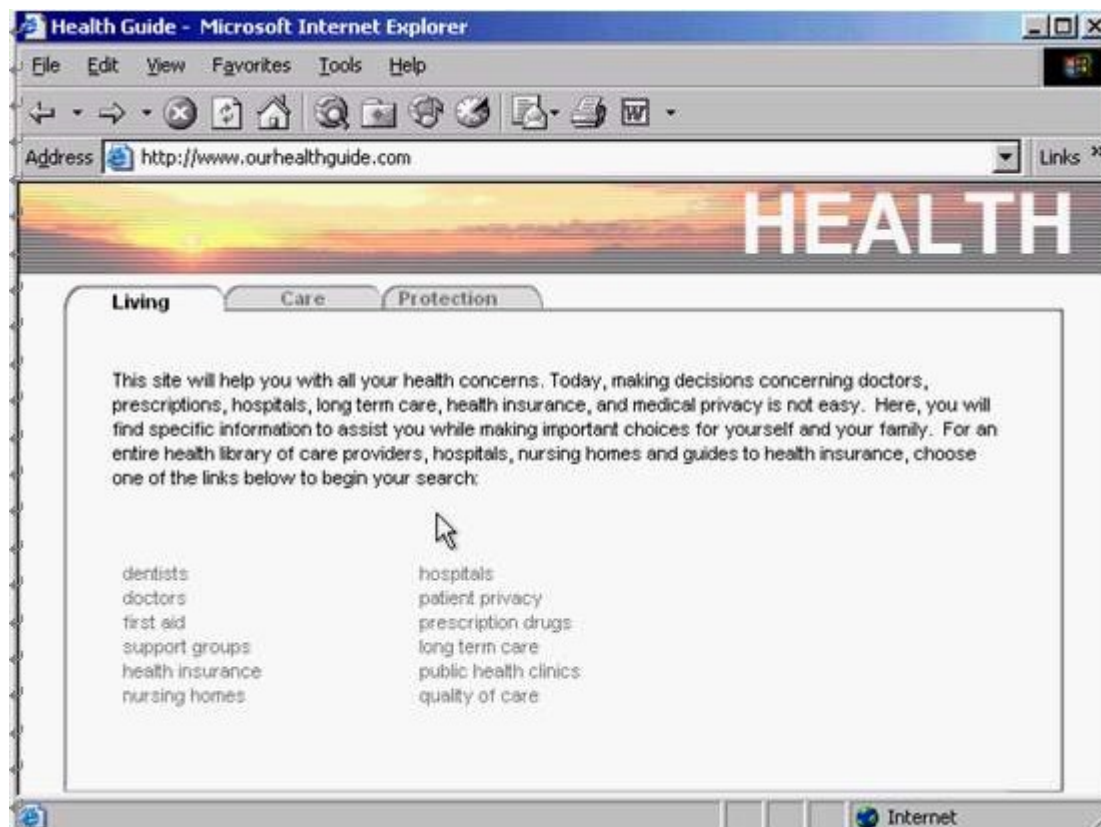 Health Guide - Microsoft Internet Explorer
File Edit View Favorites Tools Help
W
Address http://www.ourhealthguide.com Links »
HEALTH
Living Care Protection
This site will help you with all your health concerns. Today, making decisions concerning doctors,
prescriptions, hospitals, long term care, health insurance, and medical privacy is not easy. Here, you will
find specific information to assist you while making important choices for yourself and your family. For an
entire health library of care providers, hospitals, nursing homes and guides to health insurance, choose
one of the links below to begin your search:
dentists hospitals
doctors patient privacy
first aid prescription drugs
support groups long term care
health insurance public health clinics
nursing homes quality of care
Internet